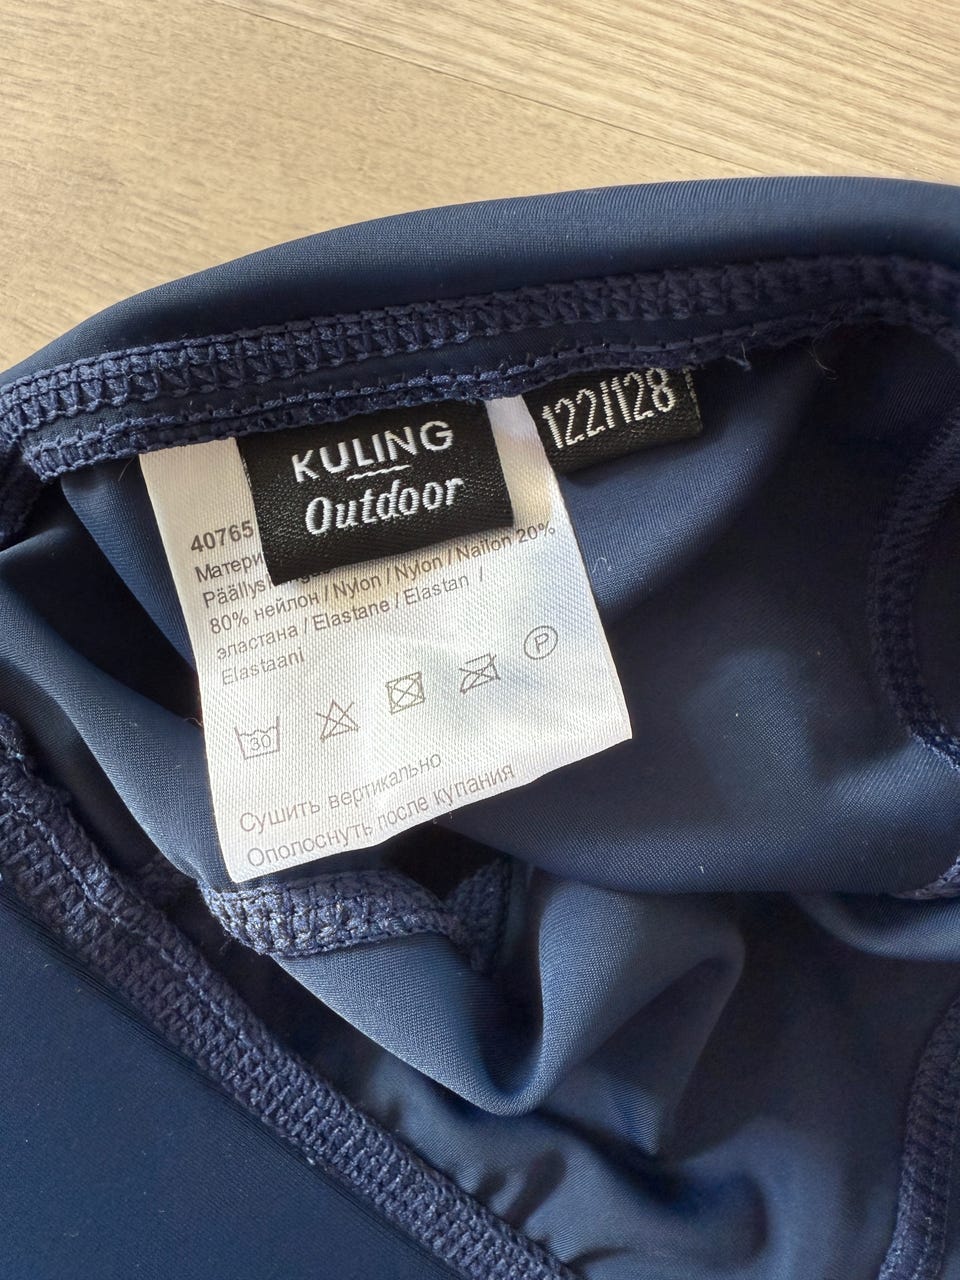 KULING
Outdoor
122/128
40765
80% нейлон / Nylon / Nylon / Nailon 20%
эластана / Elastane / Elastan /
Elastaani
30
P
Сушить вертикально
Ополоснуть после купания